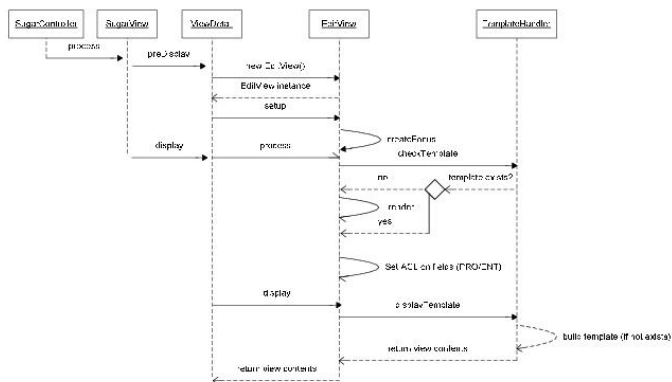 SugarController
SugarView
ViewDetail
EditView
TemplateHandler
process
preDisplay
new EditView()
EditView instance
setup
createFocus
display
process
checkTemplate
no
template exists?
render
yes
Set ACL on fields (PRO/ENT)
display
displayTemplate
build template (if not exists)
return view contents
return view contents